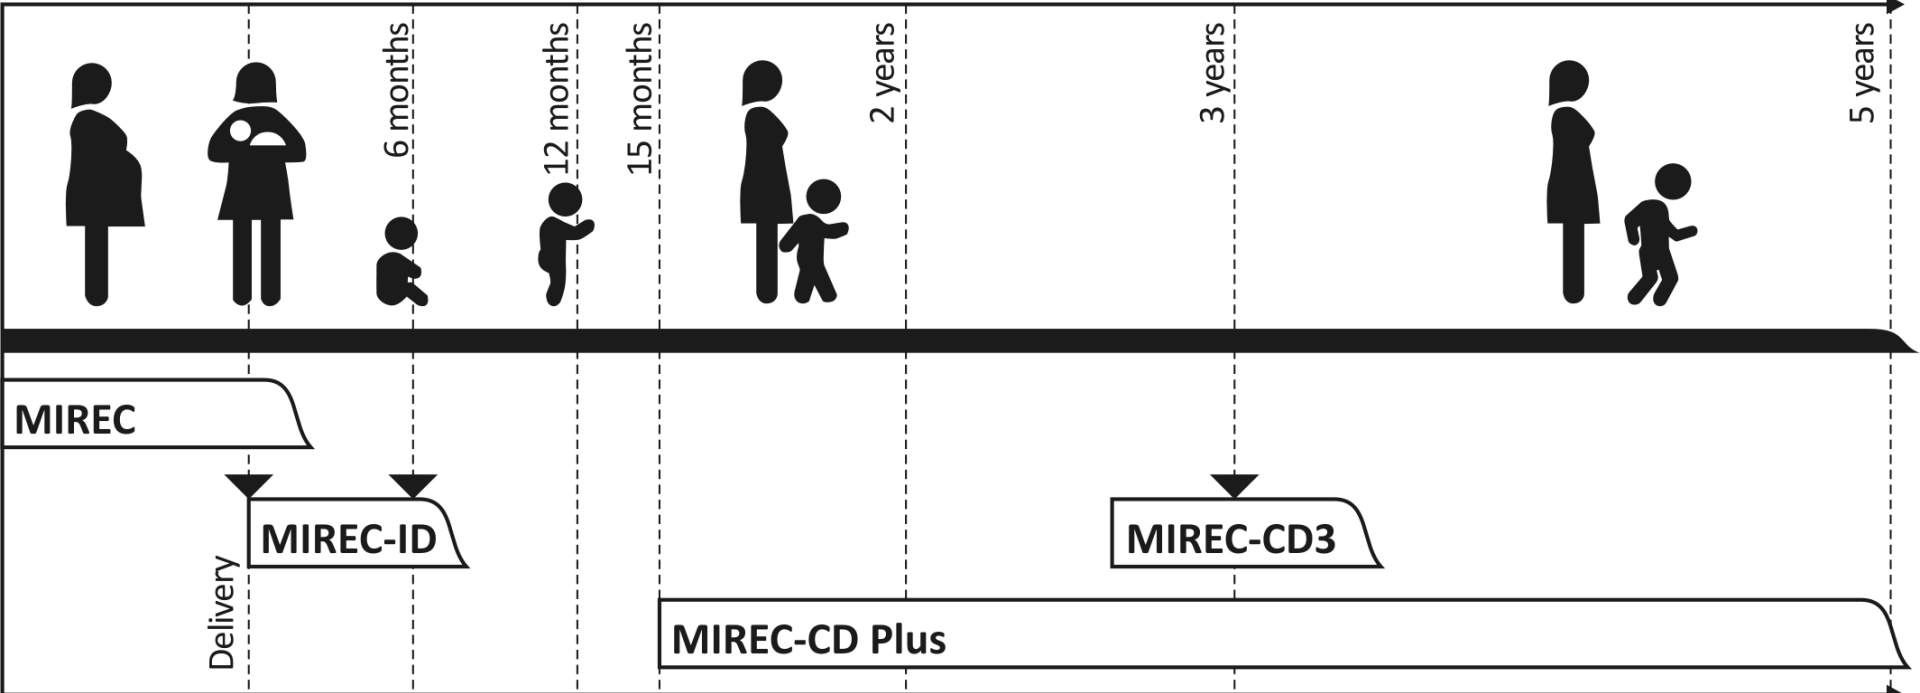 6 months
12 months
15 months
2 years
3 years
5 years
MIREC
MIREC-ID
MIREC-CD3
Delivery
MIREC-CD Plus